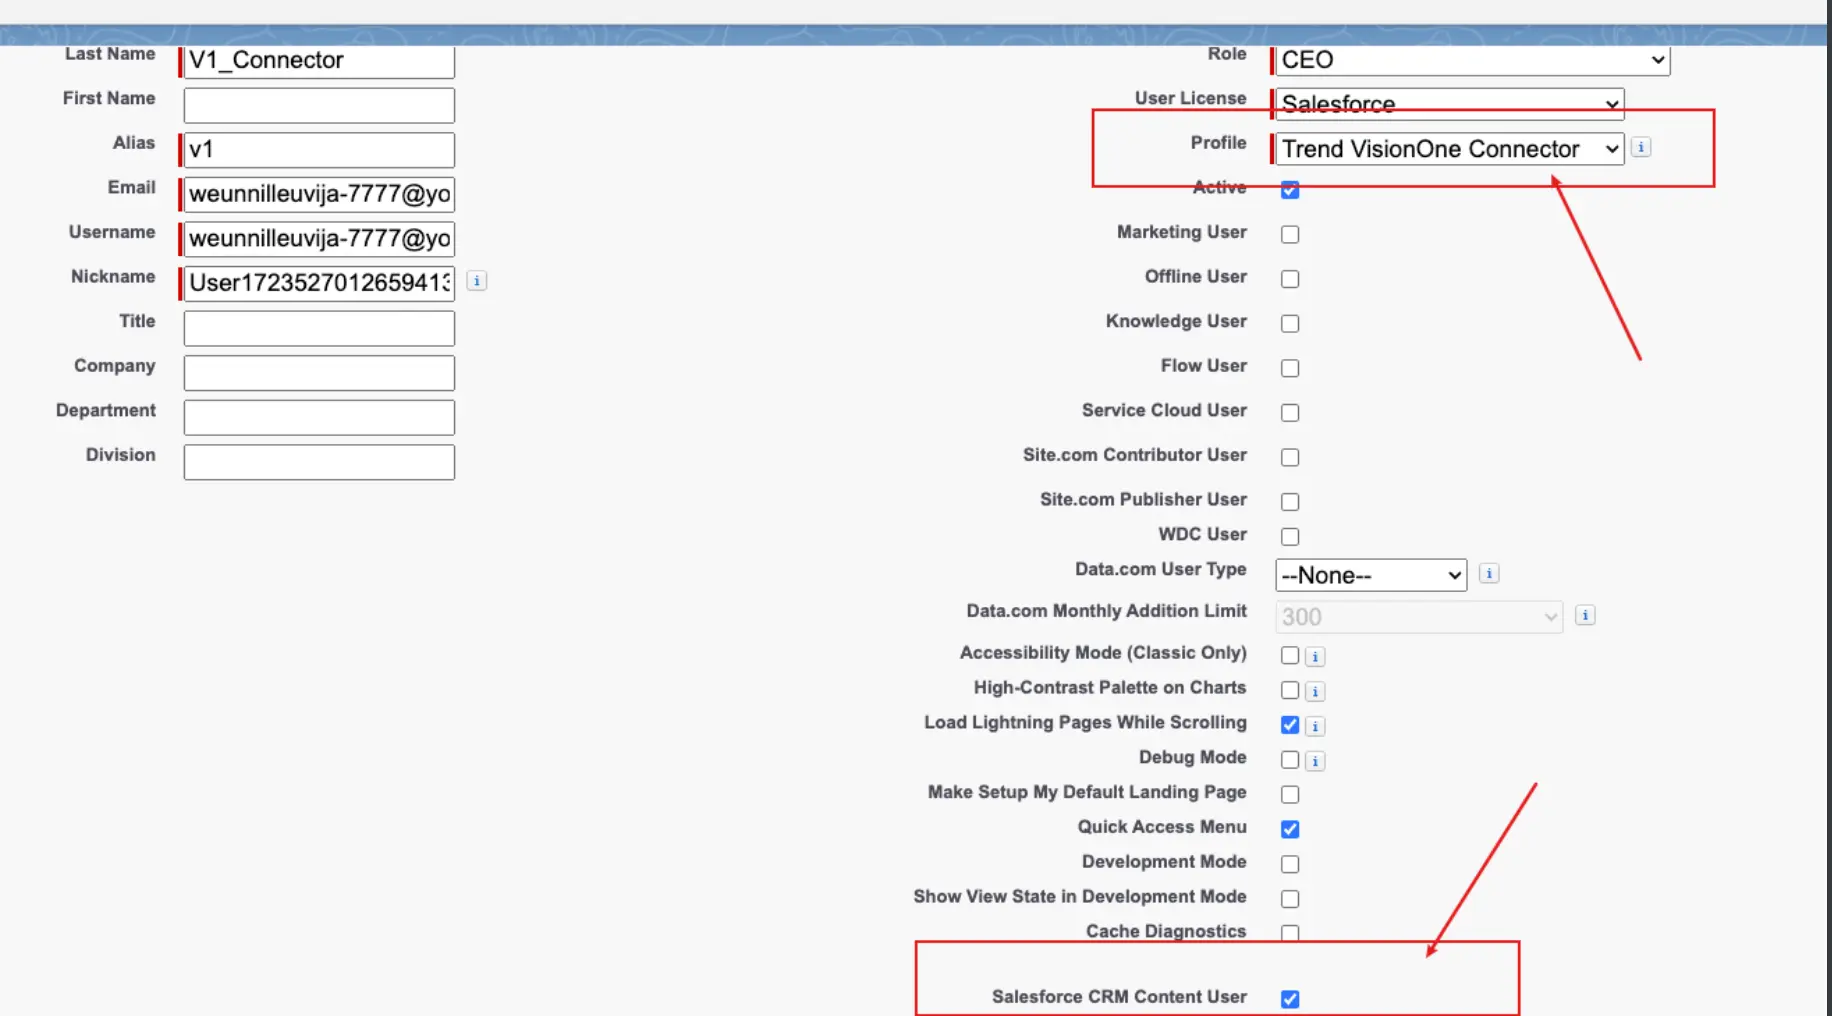 Last Name V1_Connector
First Name
Alias v1
Email weunnilleuvija-7777@yo
Username weunnilleuvija-7777@yo
Nickname User1723527012659413
Title
Company
Department
Division
Role CEO
User License Salesforce
Profile Trend VisionOne Connector
Active
Marketing User
Offline User
Knowledge User
Flow User
Service Cloud User
Site.com Contributor User
Site.com Publisher User
WDC User
Data.com User Type --None--
Data.com Monthly Addition Limit 300
Accessibility Mode (Classic Only)
High-Contrast Palette on Charts
Load Lightning Pages While Scrolling
Debug Mode
Make Setup My Default Landing Page
Quick Access Menu
Development Mode
Show View State in Development Mode
Cache Diagnostics
Salesforce CRM Content User